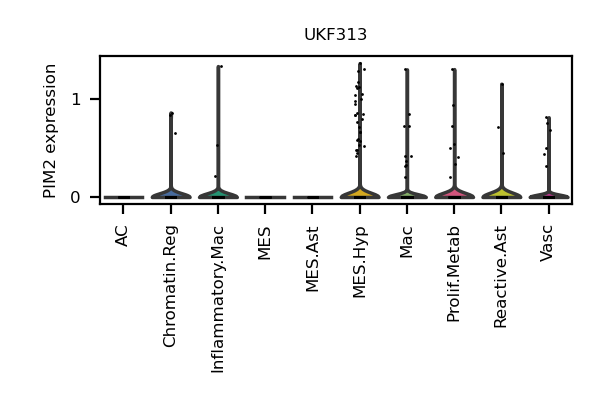 UKF313
PIM2 expression
1
0
AC
Chromatin.Reg
Inflammatory.Mac
MES
MES.Ast
MES.Hyp
Mac
Prolif.Metab
Reactive.Ast
Vasc